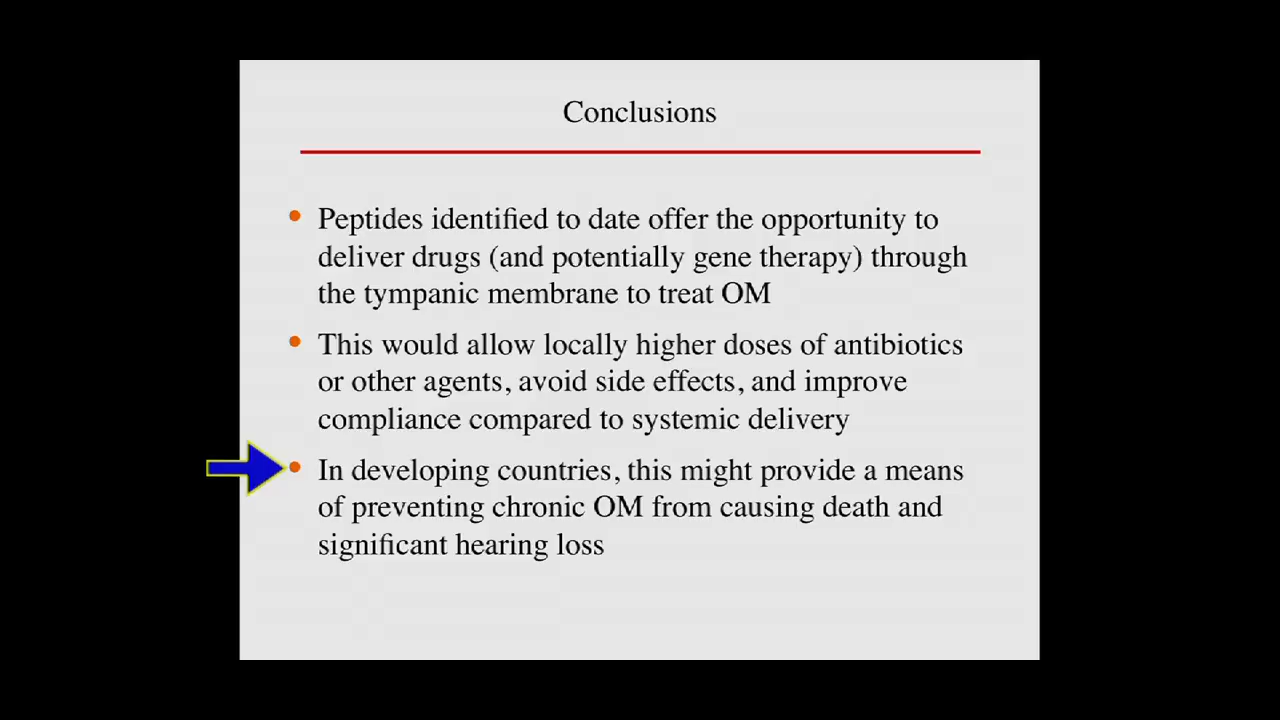 Conclusions
• Peptides identified to date offer the opportunity to
deliver drugs (and potentially gene therapy) through
the tympanic membrane to treat OM
• This would allow locally higher doses of antibiotics
or other agents, avoid side effects, and improve
compliance compared to systemic delivery
• In developing countries, this might provide a means
of preventing chronic OM from causing death and
significant hearing loss